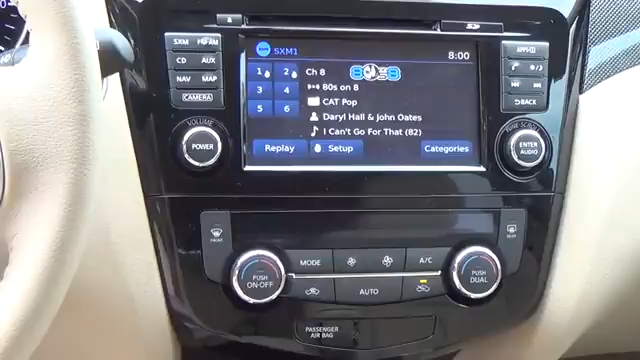 SXM FM·AM
CD AUX
NAV MAP
CAMERA
VOLUME
POWER
SXM1
8:00
1 2
3 4
5 6
Ch 8
80s on 8
CAT Pop
Daryl Hall & John Oates
I Can't Go For That (82)
Replay Setup Categories
APPS
BACK
TUNE·SCROLL
ENTER
AUDIO
FRONT
REAR
MODE
A/C
AUTO
PUSH
ON·OFF
PUSH
DUAL
PASSENGER
AIR BAG